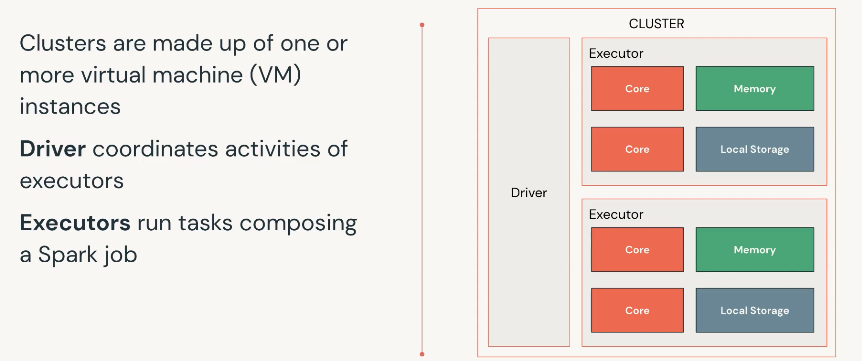 Clusters are made up of one or
more virtual machine (VM)
instances
Driver coordinates activities of
executors
Executors run tasks composing
a Spark job
CLUSTER
Driver
Executor
Core
Memory
Core
Local Storage
Executor
Core
Memory
Core
Local Storage